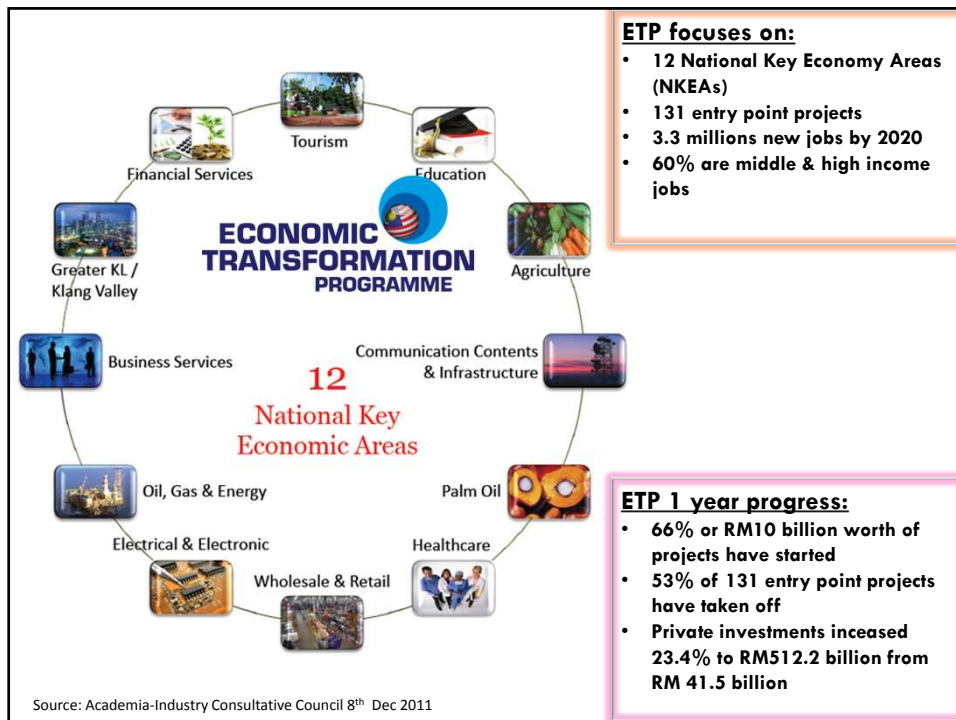 ETP focuses on:
• 12 National Key Economy Areas
(NKEAs)
• 131 entry point projects
• 3.3 millions new jobs by 2020
• 60% are middle & high income
jobs
Tourism
Financial Services
Education
Greater KL /
Klang Valley
ECONOMIC
TRANSFORMATION
PROGRAMME
Agriculture
Business Services
Communication Contents
& Infrastructure
12
National Key
Economic Areas
Oil, Gas & Energy
Palm Oil
Electrical & Electronic
Healthcare
Wholesale & Retail
ETP 1 year progress:
• 66% or RM10 billion worth of
projects have started
• 53% of 131 entry point projects
have taken off
• Private investments inceased
23.4% to RM512.2 billion from
RM 41.5 billion
Source: Academia-Industry Consultative Council 8th Dec 2011